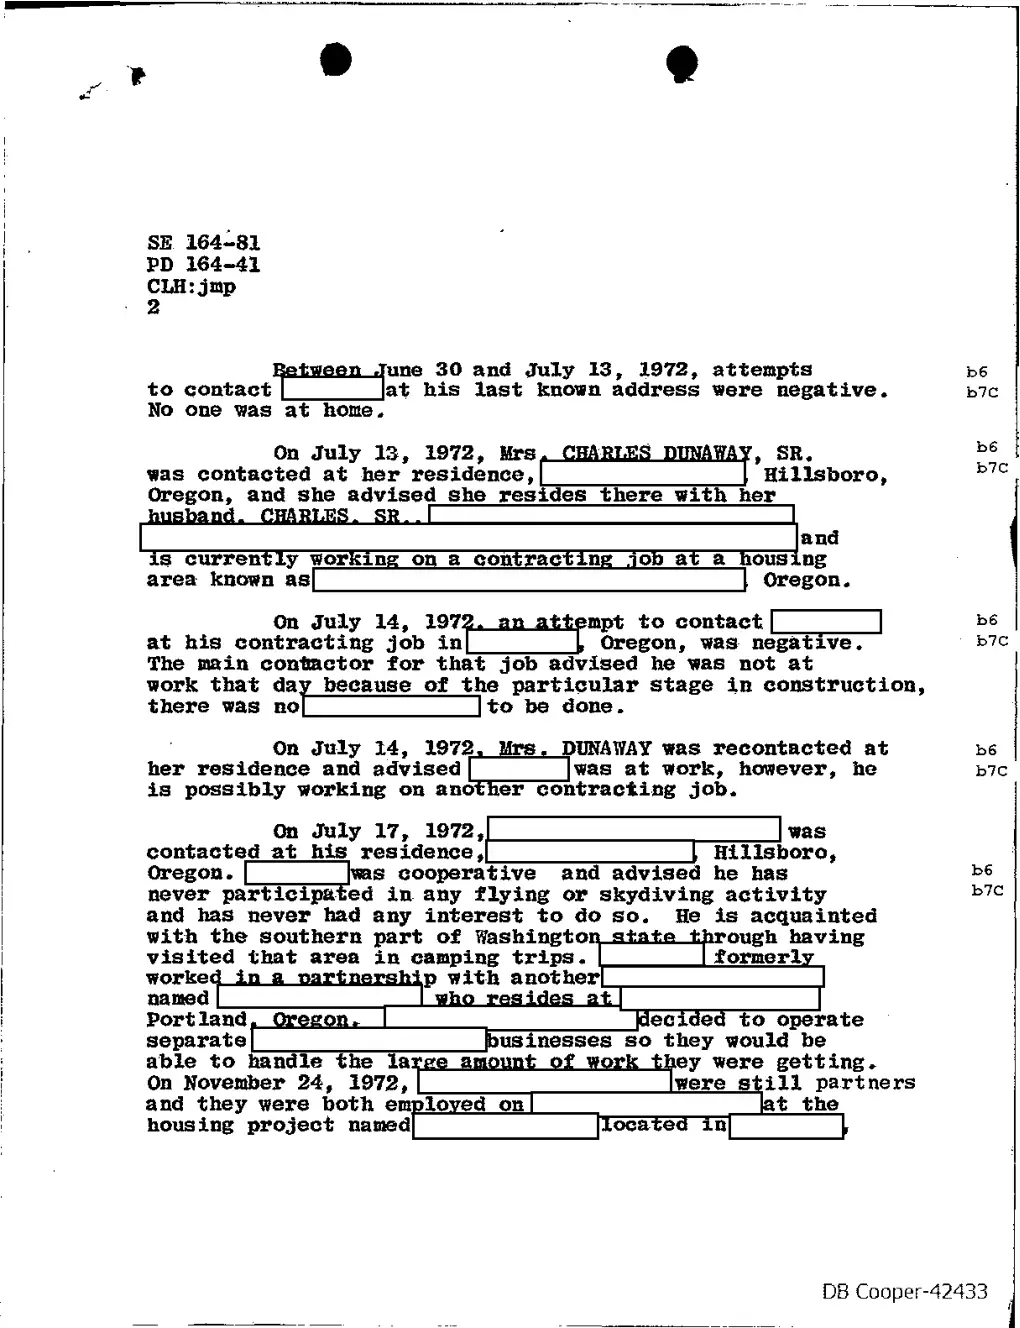 SE 164-81
PD 164-41
CLH:jmp
2
Between June 30 and July 13, 1972, attempts b6
to contact at his last known address were negative. b7C
No one was at home.
On July 13, 1972, Mrs. CHARLES DUNAWAY, SR. b6
was contacted at her residence, , Hillsboro, b7C
Oregon, and she advised she resides there with her
husband, CHARLES, SR.,
and
is currently working on a contracting job at a housing
area known as , Oregon.
On July 14, 1972, an attempt to contact b6
at his contracting job in , Oregon, was negative. b7C
The main contractor for that job advised he was not at
work that day because of the particular stage in construction,
there was no to be done.
On July 14, 1972, Mrs. DUNAWAY was recontacted at b6
her residence and advised was at work, however, he b7C
is possibly working on another contracting job.
On July 17, 1972, was
contacted at his residence, , Hillsboro,
Oregon. was cooperative and advised he has b6
never participated in any flying or skydiving activity b7C
and has never had any interest to do so. He is acquainted
with the southern part of Washington state through having
visited that area in camping trips. formerly
worked in a partnership with another
named who resides at
Portland, Oregon. decided to operate
separate businesses so they would be
able to handle the large amount of work they were getting.
On November 24, 1972, were still partners
and they were both employed on at the
housing project named located in ,
DB Cooper-42433